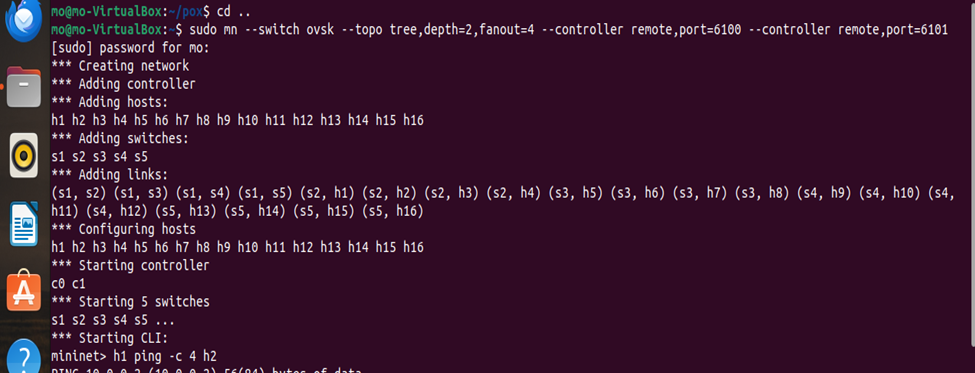 mo@mo-VirtualBox:~/pox$ cd ..
mo@mo-VirtualBox:~$ sudo mn --switch ovsk --topo tree,depth=2,fanout=4 --controller remote,port=6100 --controller remote,port=6101
[sudo] password for mo:
*** Creating network
*** Adding controller
*** Adding hosts:
h1 h2 h3 h4 h5 h6 h7 h8 h9 h10 h11 h12 h13 h14 h15 h16
*** Adding switches:
s1 s2 s3 s4 s5
*** Adding links:
(s1, s2) (s1, s3) (s1, s4) (s1, s5) (s2, h1) (s2, h2) (s2, h3) (s2, h4) (s3, h5) (s3, h6) (s3, h7) (s3, h8) (s4, h9) (s4, h10) (s4,
h11) (s4, h12) (s5, h13) (s5, h14) (s5, h15) (s5, h16)
*** Configuring hosts
h1 h2 h3 h4 h5 h6 h7 h8 h9 h10 h11 h12 h13 h14 h15 h16
*** Starting controller
c0 c1
*** Starting 5 switches
s1 s2 s3 s4 s5 ...
*** Starting CLI:
mininet> h1 ping -c 4 h2
PING 10.0.0.2 (10.0.0.2) 56(84) bytes of data.